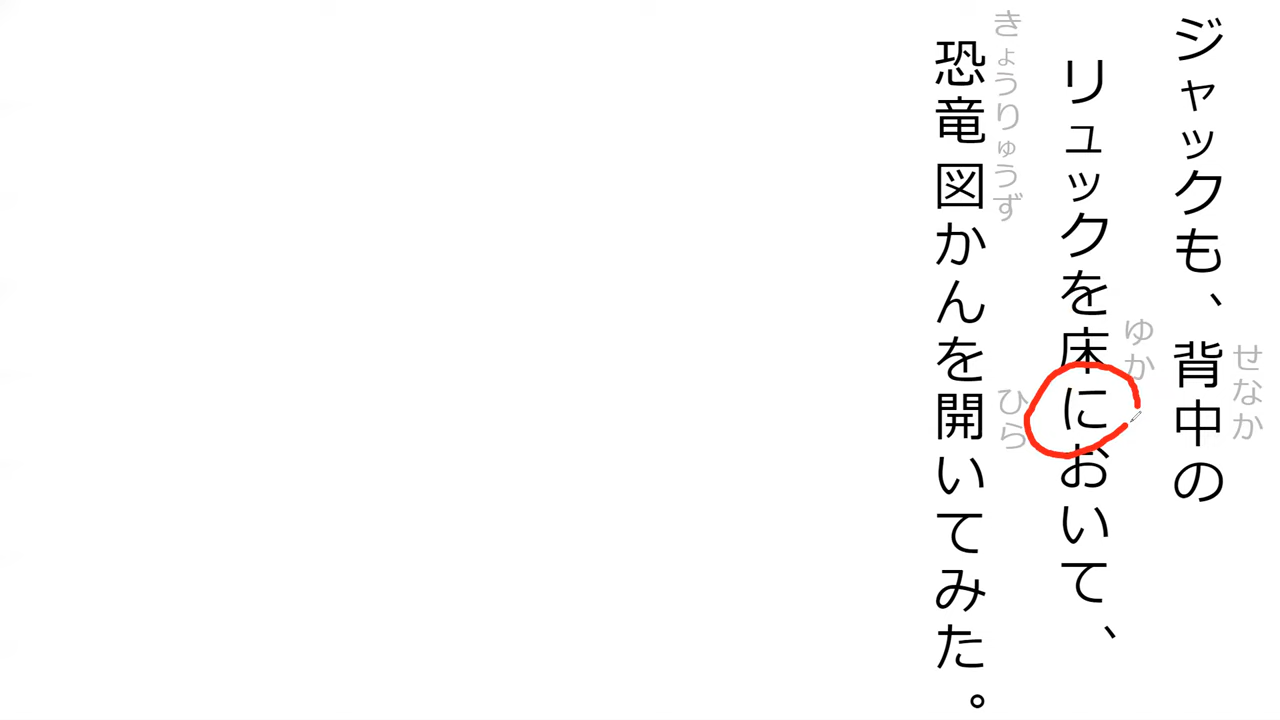 ジャックも、背中の
せなか
リュックを床において、
ゆか
恐竜図かんを開いてみた。
きょうりゅうず
ひら